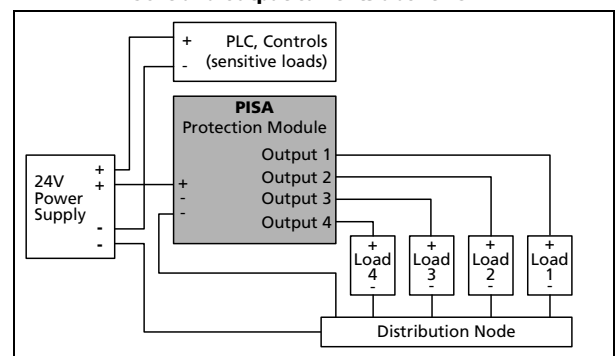 + PLC, Controls
- (sensitive loads)
PISA
Protection Module
Output 1
Output 2
Output 3
Output 4
24V
Power
Supply
+
+
-
-
+
-
-
+
Load
4
-
+
Load
3
-
+
Load
2
-
+
Load
1
-
Distribution Node